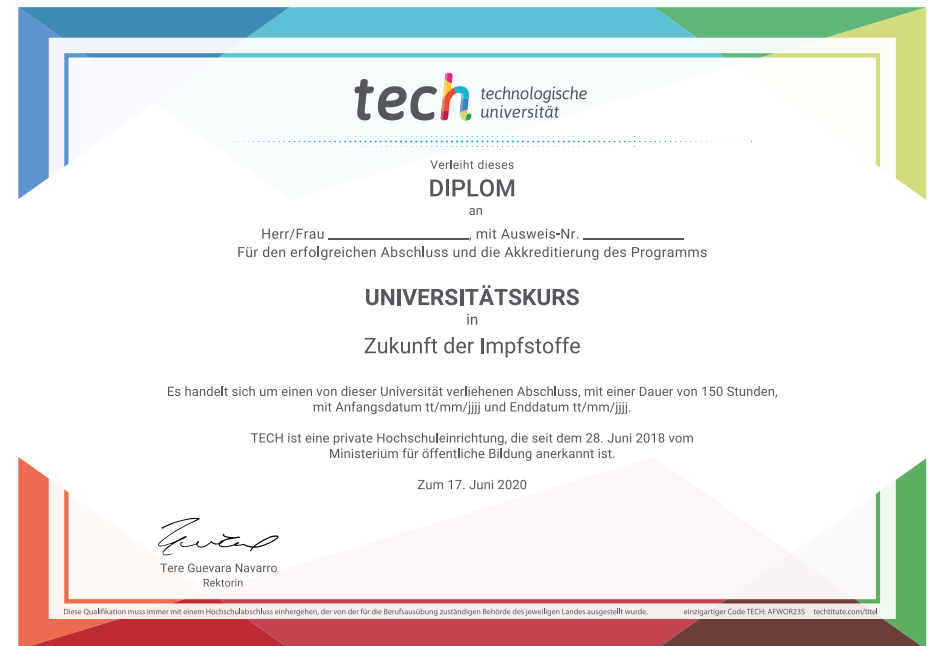 tech technologische
universität
Verleiht dieses
DIPLOM
an
Herr/Frau ____________________, mit Ausweis-Nr. ______________
Für den erfolgreichen Abschluss und die Akkreditierung des Programms
UNIVERSITÄTSKURS
in
Zukunft der Impfstoffe
Es handelt sich um einen von dieser Universität verliehenen Abschluss, mit einer Dauer von 150 Stunden,
mit Anfangsdatum tt/mm/jjjj und Enddatum tt/mm/jjjj.
TECH ist eine private Hochschuleinrichtung, die seit dem 28. Juni 2018 vom
Ministerium für öffentliche Bildung anerkannt ist.
Zum 17. Juni 2020
Tere Guevara Navarro
Rektorin
Diese Qualifikation muss immer mit einem Hochschulabschluss einhergehen, der von der für die Berufsausübung zuständigen Behörde des jeweiligen Landes ausgestellt wurde. einzigartiger Code TECH: AFWOR23S techtitute.com/titel